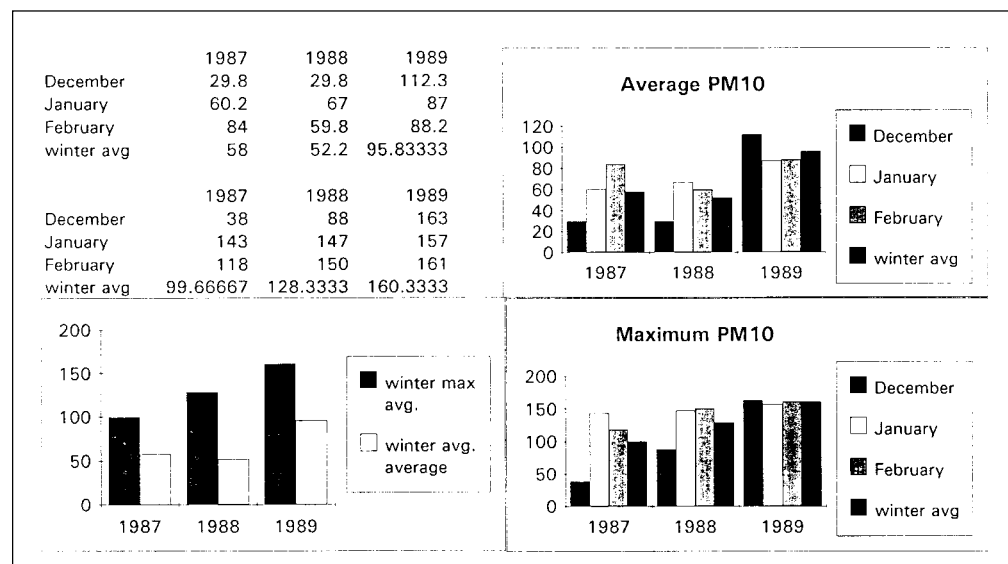 1987 1988 1989
December 29.8 29.8 112.3
January 60.2 67 87
February 84 59.8 88.2
winter avg 58 52.2 95.83333
1987 1988 1989
December 38 88 163
January 143 147 157
February 118 150 161
winter avg 99.66667 128.3333 160.3333
Average PM10
120
100
80
60
40
20
0
1987 1988 1989
December
January
February
winter avg
200
150
100
50
0
1987 1988 1989
winter max
avg.
winter avg.
average
Maximum PM10
200
150
100
50
0
1987 1988 1989
December
January
February
winter avg